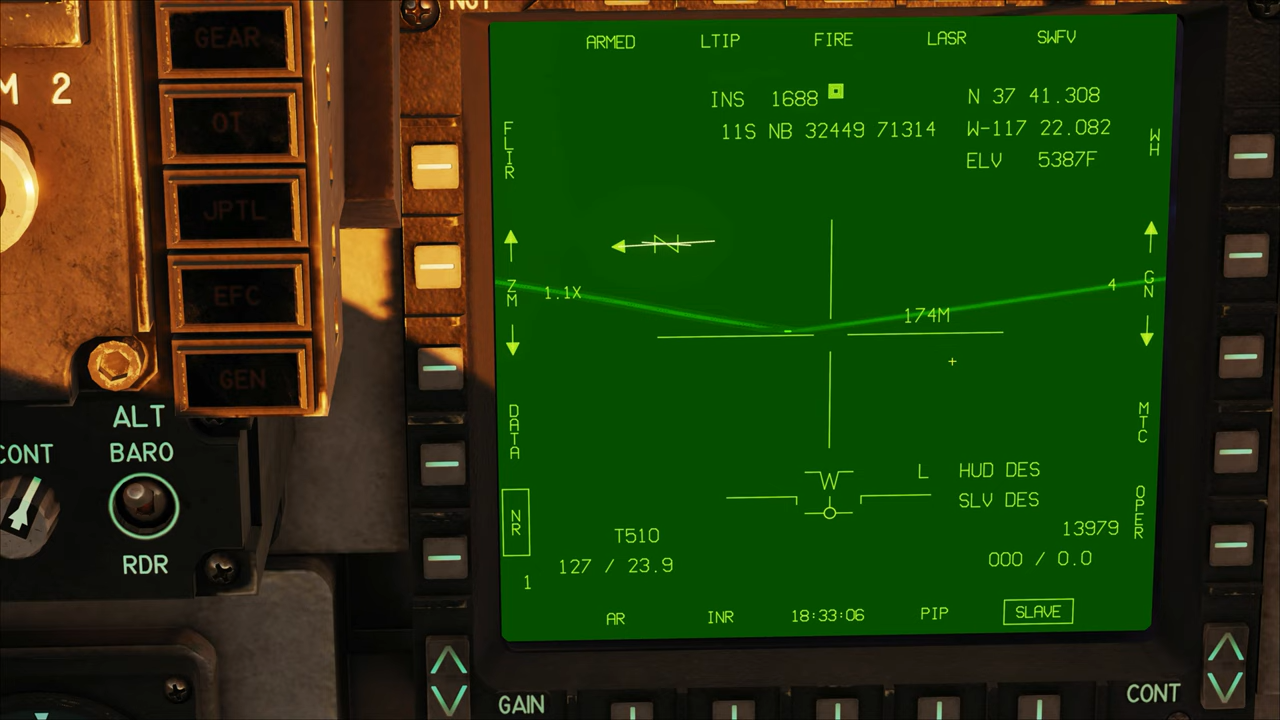 NOT
GEAR
M 2
OT
JPTL
EFC
GEN
ALT
CONT
BARO
RDR
ARMED LTIP FIRE LASR SWFV
INS 1688 N 37 41.308
11S NB 32449 71314 W-117 22.082
ELV 5387F
FLIR
WH
N
ZM
1.1X
4
GN
174M
DATA
MTC
W
L HUD DES
SLV DES
NR
OPER
T510
13979
127 / 23.9
000 / 0.0
1
AR INR 18:33:06 PIP SLAVE
GAIN
CONT